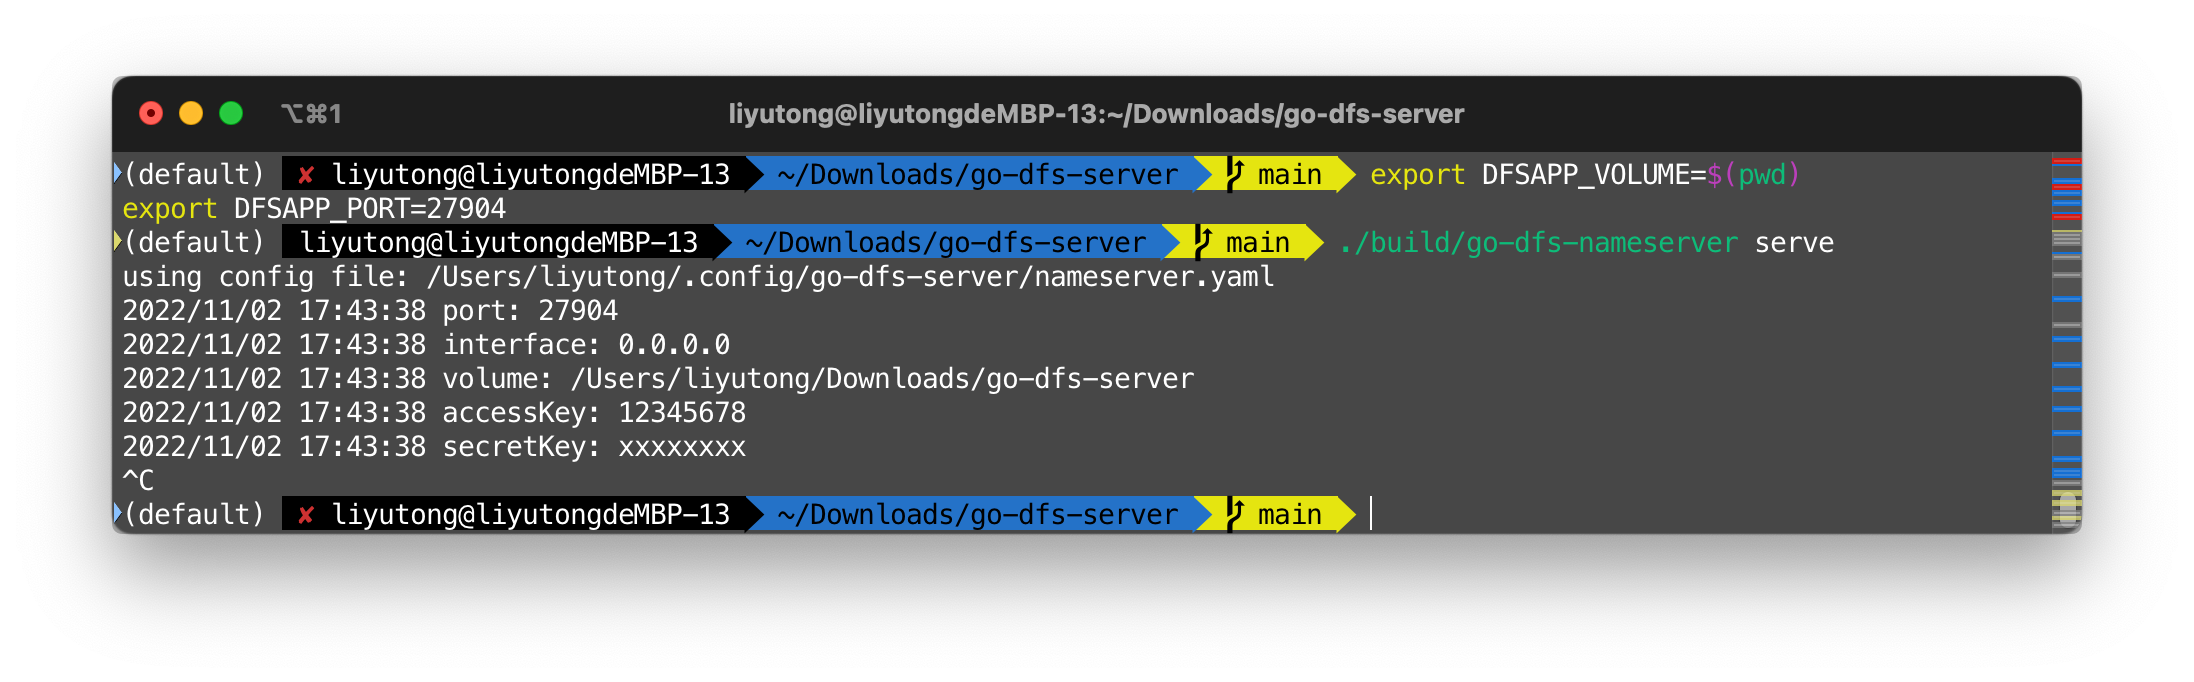 ⌥⌘1 liyutong@liyutongdeMBP-13:~/Downloads/go-dfs-server
(default) ✘ liyutong@liyutongdeMBP-13 ~/Downloads/go-dfs-server main export DFSAPP_VOLUME=$(pwd)
export DFSAPP_PORT=27904
(default) liyutong@liyutongdeMBP-13 ~/Downloads/go-dfs-server main ./build/go-dfs-nameserver serve
using config file: /Users/liyutong/.config/go-dfs-server/nameserver.yaml
2022/11/02 17:43:38 port: 27904
2022/11/02 17:43:38 interface: 0.0.0.0
2022/11/02 17:43:38 volume: /Users/liyutong/Downloads/go-dfs-server
2022/11/02 17:43:38 accessKey: 12345678
2022/11/02 17:43:38 secretKey: xxxxxxxx
^C
(default) ✘ liyutong@liyutongdeMBP-13 ~/Downloads/go-dfs-server main